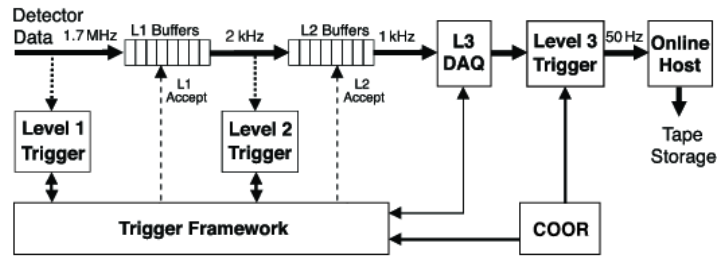 Detector
Data
1.7 MHz
L1 Buffers
2 kHz
L2 Buffers
1 kHz
L3
DAQ
Level 3
Trigger
50 Hz
Online
Host
L1
Accept
L2
Accept
Level 1
Trigger
Level 2
Trigger
Tape
Storage
Trigger Framework
COOR